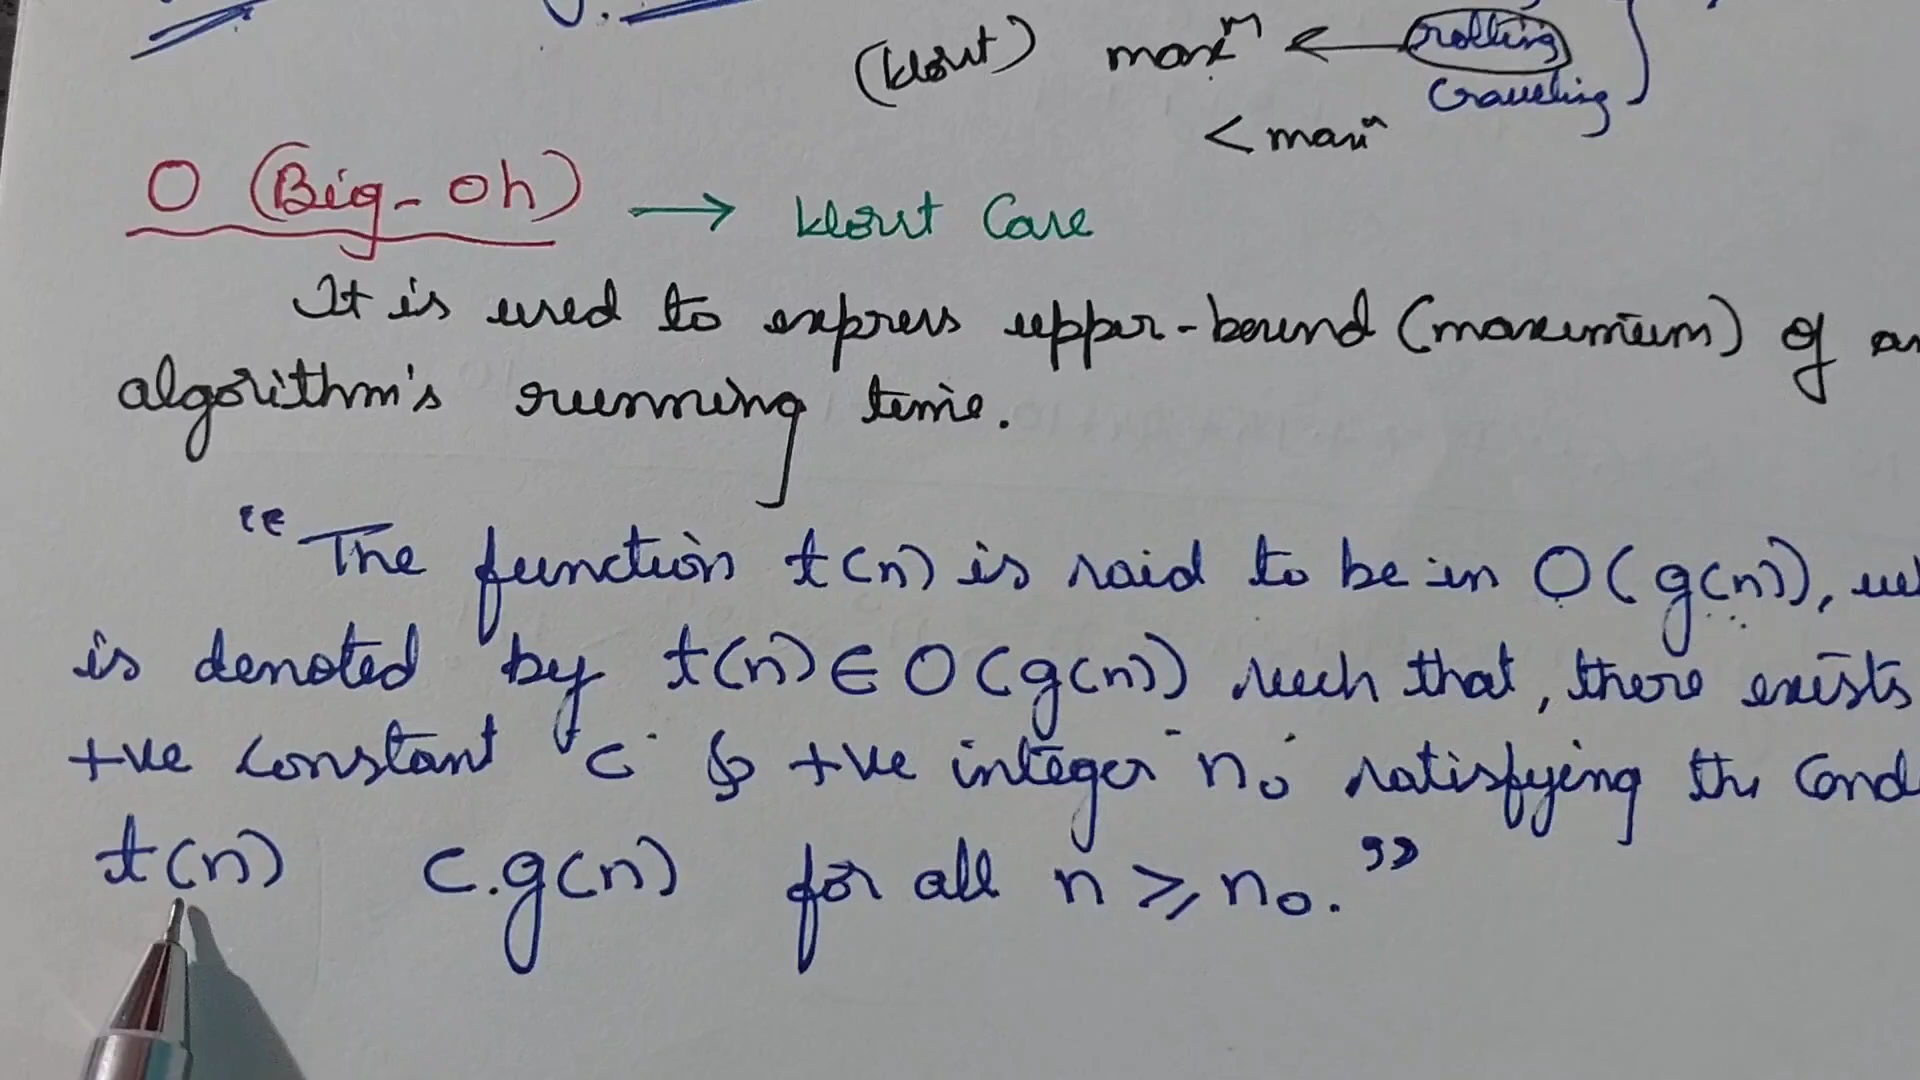 (Worst) maxᵐ ← rolling
Crawling
< maxᵐ
O (Big-Oh) → Worst Case
It is used to express upper-bound (maximum) of an
algorithm's running time.
"The function t(n) is said to be in O(g(n)),
is denoted by t(n) ∈ O(g(n)) such that, there exists
+ve constant 'c' & +ve integer 'n₀' satisfying the Cond
t(n) c.g(n) for all n ≥ n₀."